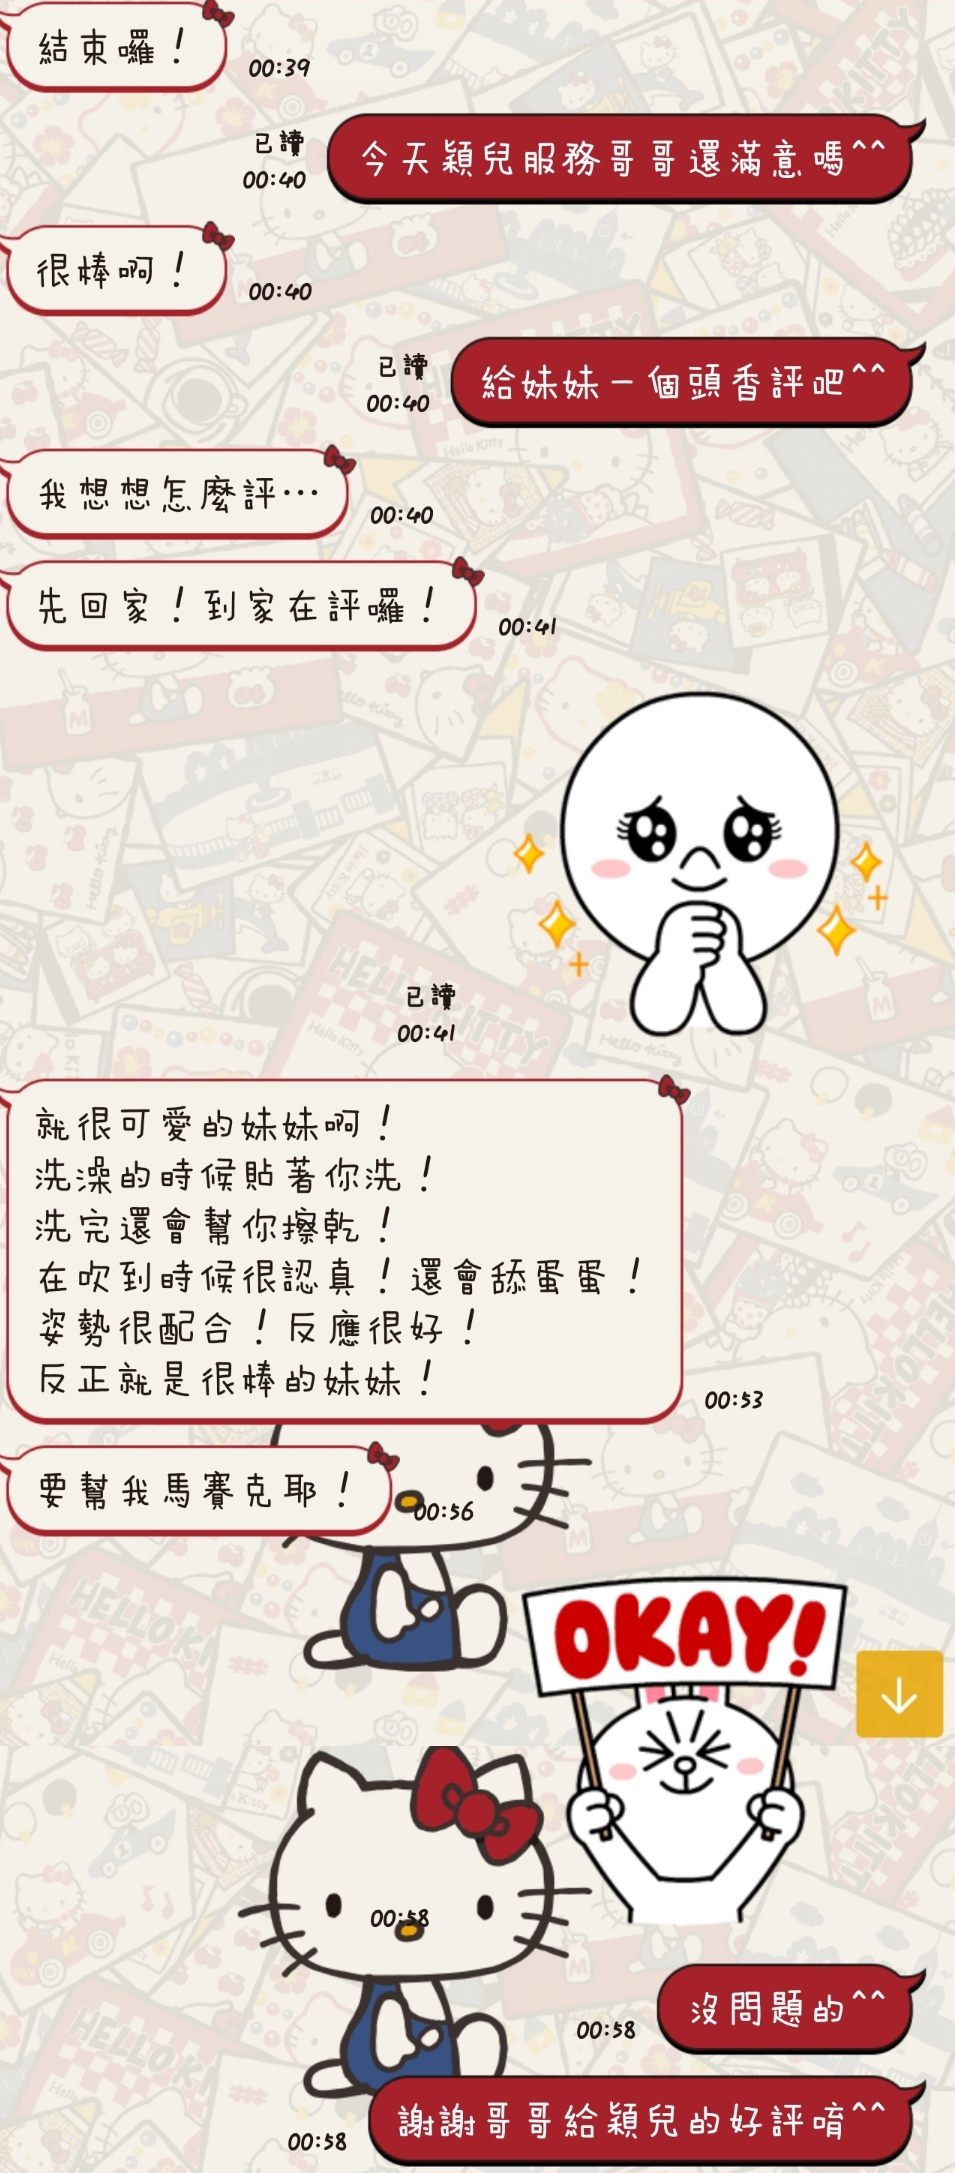 結束囉！
00:39
今天穎兒服務哥哥還滿意嗎^^
已讀
00:40
很棒啊！
00:40
給妹妹一個頭香評吧^^
已讀
00:40
我想想怎麼評…
00:40
先回家！到家在評囉！
00:41
已讀
00:41
就很可愛的妹妹啊！
洗澡的時候貼著你洗！
洗完還會幫你擦乾！
在吹到時候很認真！還會舔蛋蛋！
姿勢很配合！反應很好！
反正就是很棒的妹妹！
00:53
要幫我馬賽克耶！
00:56
OKAY!
00:58
沒問題的^^
00:58
謝謝哥哥給穎兒的好評唷^^
00:58